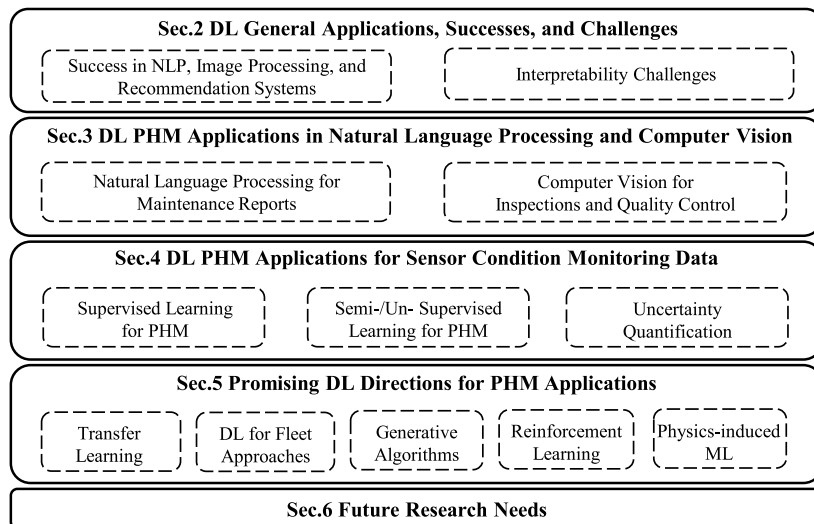 Sec.2 DL General Applications, Successes, and Challenges
Success in NLP, Image Processing, and
Recommendation Systems
Interpretability Challenges
Sec.3 DL PHM Applications in Natural Language Processing and Computer Vision
Natural Language Processing for
Maintenance Reports
Computer Vision for
Inspections and Quality Control
Sec.4 DL PHM Applications for Sensor Condition Monitoring Data
Supervised Learning
for PHM
Semi-/Un- Supervised
Learning for PHM
Uncertainty
Quantification
Sec.5 Promising DL Directions for PHM Applications
Transfer
Learning
DL for Fleet
Approaches
Generative
Algorithms
Reinforcement
Learning
Physics-induced
ML
Sec.6 Future Research Needs